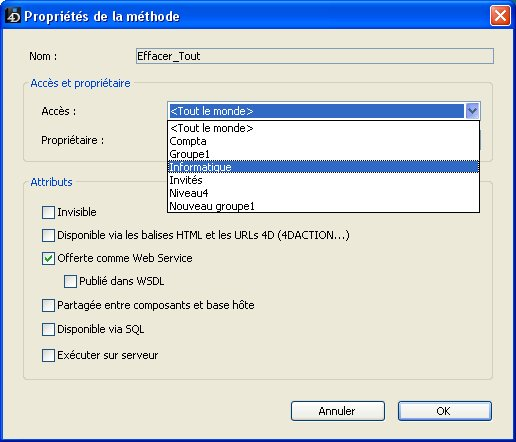 4D Propriétés de la méthode
Nom : Effacer_Tout
Accès et propriétaire
Accès : <Tout le monde>
<Tout le monde>
Compta
Propriétaire : Groupe1
Informatique
Invités
Niveau4
Nouveau groupe1
Attributs
Invisible
Disponible via les balises HTML et les URLs 4D (4DACTION...)
Offerte comme Web Service
Publié dans WSDL
Partagée entre composants et base hôte
Disponible via SQL
Exécuter sur serveur
Annuler OK